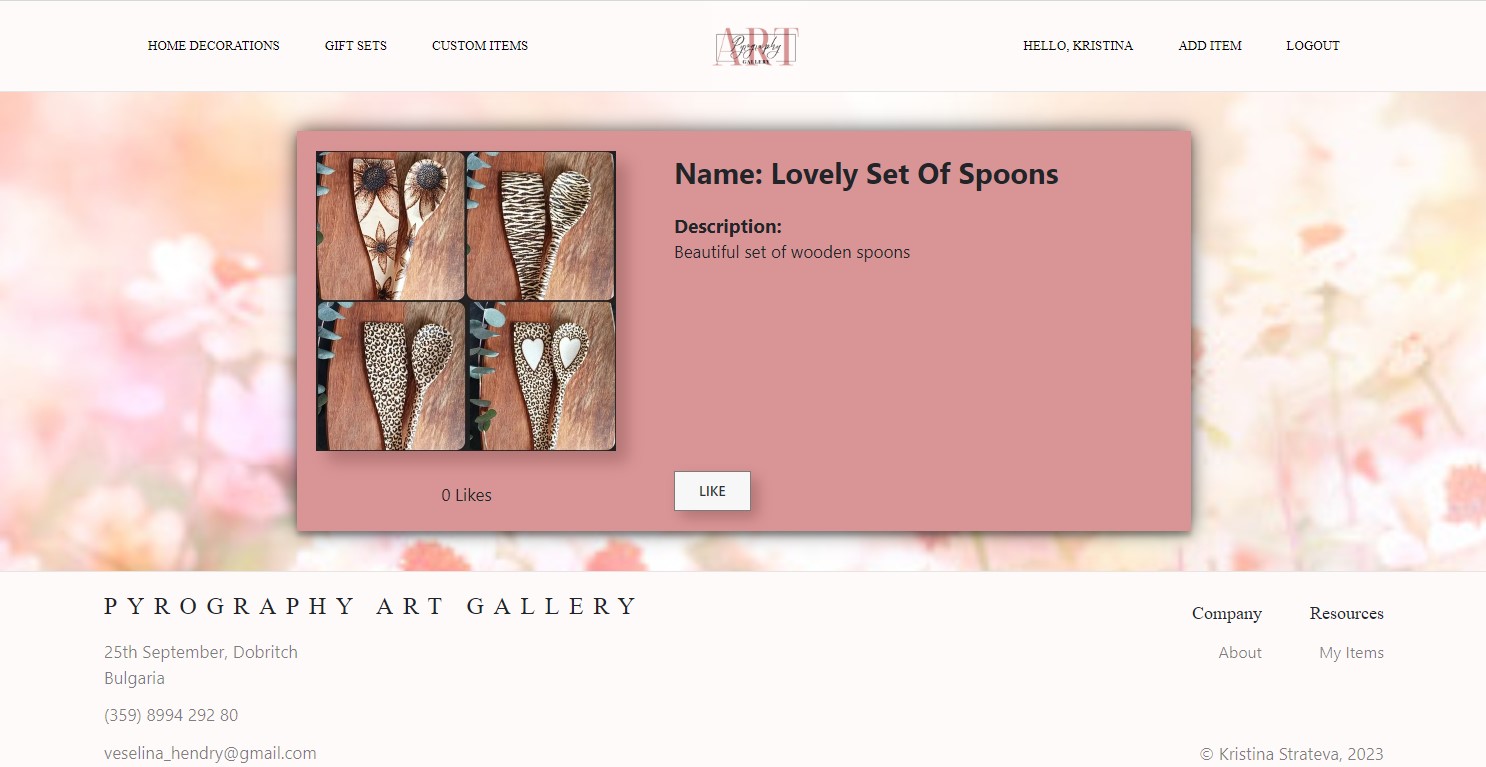 HOME DECORATIONS GIFT SETS CUSTOM ITEMS
ART
Pyrography
GALLERY
HELLO, KRISTINA ADD ITEM LOGOUT
Name: Lovely Set Of Spoons
Description:
Beautiful set of wooden spoons
0 Likes
LIKE
PYROGRAPHY ART GALLERY
25th September, Dobritch
Bulgaria
(359) 8994 292 80
veselina_hendry@gmail.com
Company Resources
About My Items
© Kristina Strateva, 2023